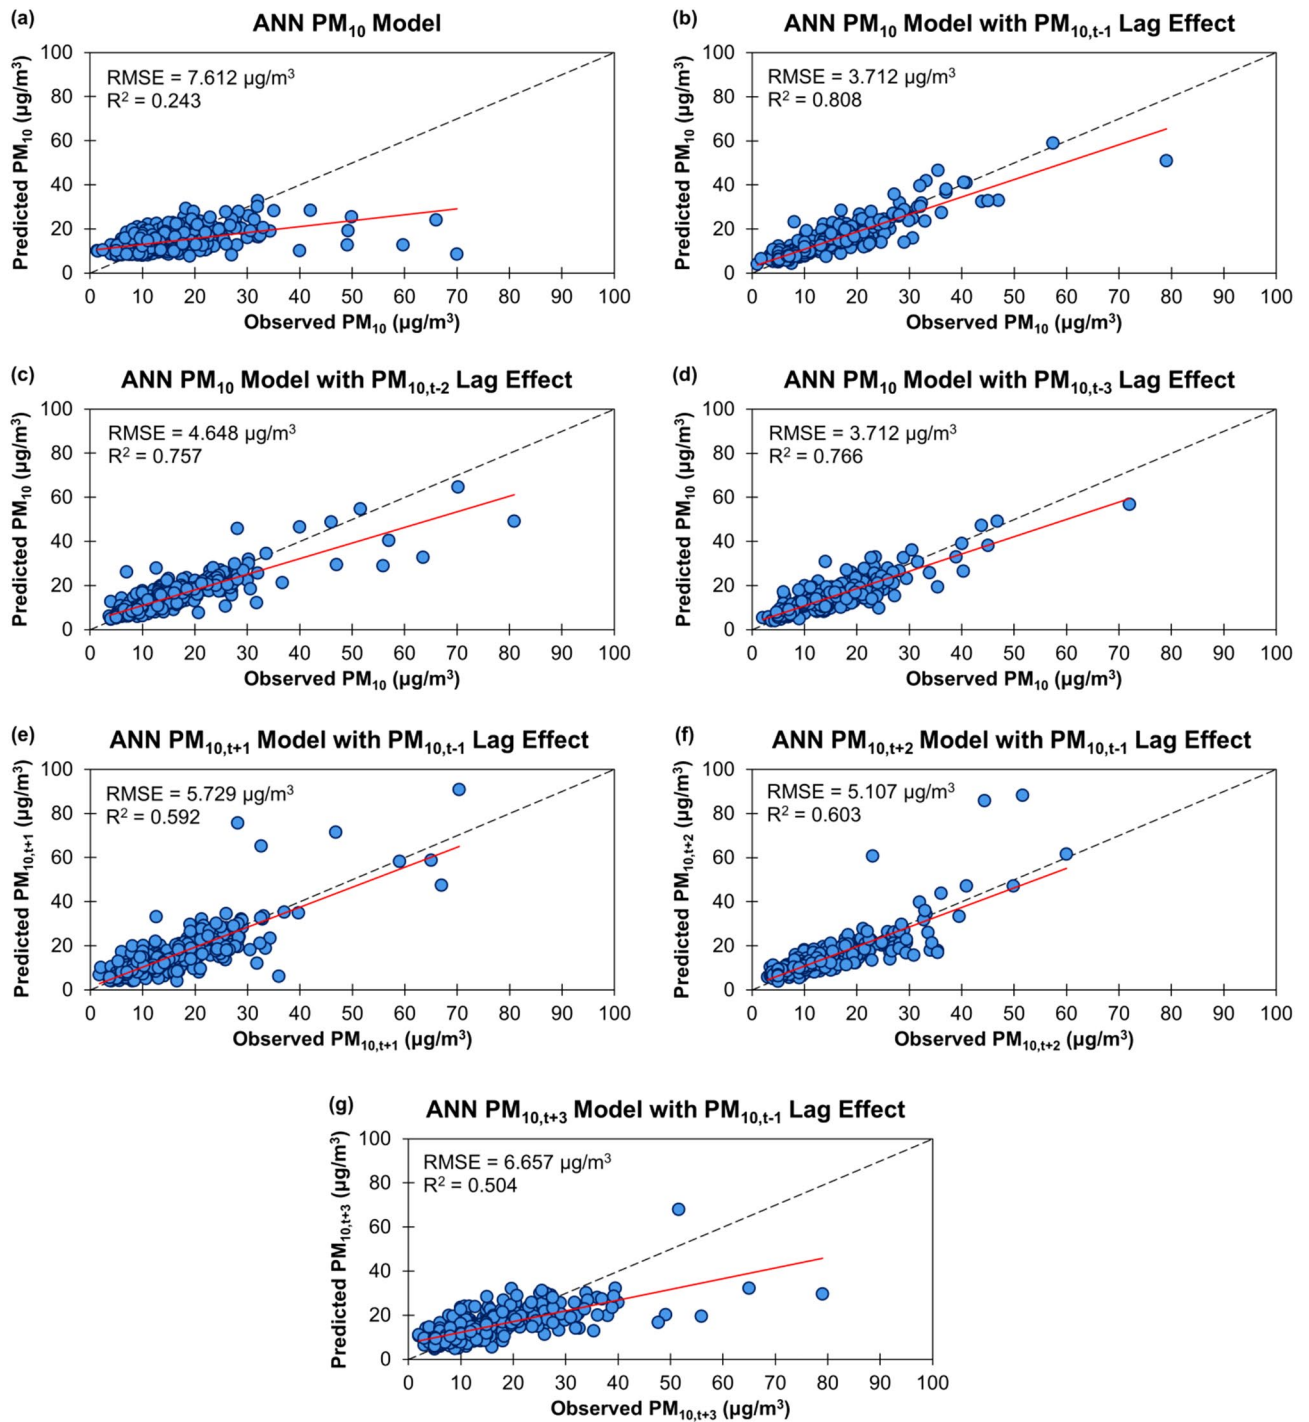 (a)
ANN PM₁₀ Model
Predicted PM₁₀ (µg/m³)
100
80
60
40
20
0
RMSE = 7.612 µg/m³
R² = 0.243
0 10 20 30 40 50 60 70 80 90 100
Observed PM₁₀ (µg/m³)
(b)
ANN PM₁₀ Model with PM₁₀,ₜ₋₁ Lag Effect
Predicted PM₁₀ (µg/m³)
100
80
60
40
20
0
RMSE = 3.712 µg/m³
R² = 0.808
0 10 20 30 40 50 60 70 80 90 100
Observed PM₁₀ (µg/m³)
(c)
ANN PM₁₀ Model with PM₁₀,ₜ₋₂ Lag Effect
Predicted PM₁₀ (µg/m³)
100
80
60
40
20
0
RMSE = 4.648 µg/m³
R² = 0.757
0 10 20 30 40 50 60 70 80 90 100
Observed PM₁₀ (µg/m³)
(d)
ANN PM₁₀ Model with PM₁₀,ₜ₋₃ Lag Effect
Predicted PM₁₀ (µg/m³)
100
80
60
40
20
0
RMSE = 3.712 µg/m³
R² = 0.766
0 10 20 30 40 50 60 70 80 90 100
Observed PM₁₀ (µg/m³)
(e)
ANN PM₁₀,ₜ₊₁ Model with PM₁₀,ₜ₋₁ Lag Effect
Predicted PM₁₀,ₜ₊₁ (µg/m³)
100
80
60
40
20
0
RMSE = 5.729 µg/m³
R² = 0.592
0 10 20 30 40 50 60 70 80 90 100
Observed PM₁₀,ₜ₊₁ (µg/m³)
(f)
ANN PM₁₀,ₜ₊₂ Model with PM₁₀,ₜ₋₁ Lag Effect
Predicted PM₁₀,ₜ₊₂ (µg/m³)
100
80
60
40
20
0
RMSE = 5.107 µg/m³
R² = 0.603
0 10 20 30 40 50 60 70 80 90 100
Observed PM₁₀,ₜ₊₂ (µg/m³)
(g)
ANN PM₁₀,ₜ₊₃ Model with PM₁₀,ₜ₋₁ Lag Effect
Predicted PM₁₀,ₜ₊₃ (µg/m³)
100
80
60
40
20
0
RMSE = 6.657 µg/m³
R² = 0.504
0 10 20 30 40 50 60 70 80 90 100
Observed PM₁₀,ₜ₊₃ (µg/m³)